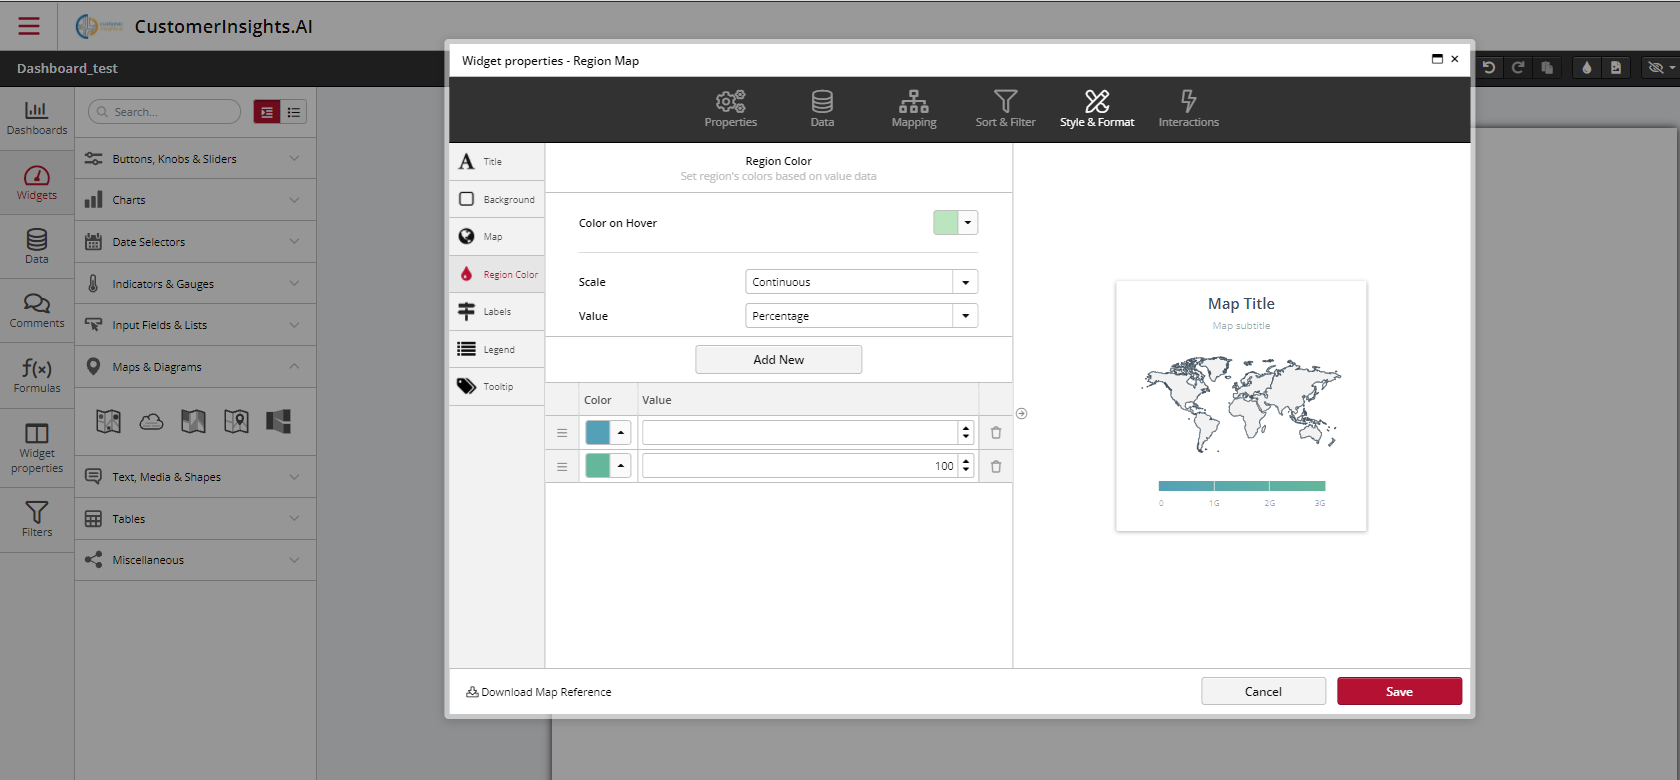 CustomerInsights.AI
Dashboard_test
Dashboards
Widgets
Data
Comments
f(x)
Formulas
Widget
properties
Filters
Search...
Buttons, Knobs & Sliders
Charts
Date Selectors
Indicators & Gauges
Input Fields & Lists
Maps & Diagrams
Text, Media & Shapes
Tables
Miscellaneous
Widget properties - Region Map
Properties
Data
Mapping
Sort & Filter
Style & Format
Interactions
Title
Background
Map
Region Color
Labels
Legend
Tooltip
Region Color
Set region's colors based on value data
Color on Hover
Scale Continuous
Value Percentage
Add New
Color Value
100
Map Title
Map subtitle
0 1G 2G 3G
Download Map Reference
Cancel
Save